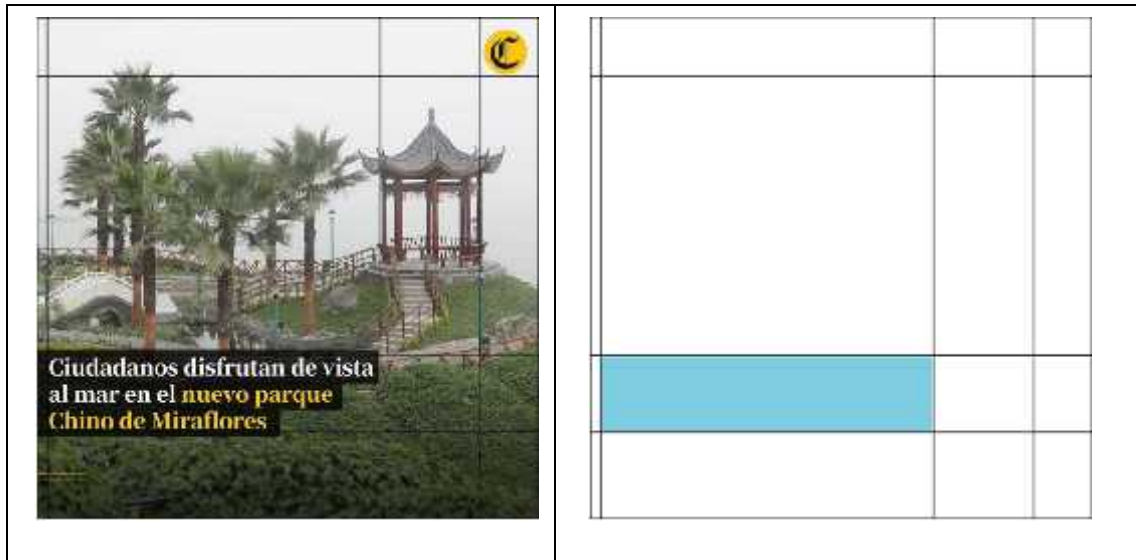 C
Ciudadanos disfrutan de vista
al mar en el nuevo parque
Chino de Miraflores